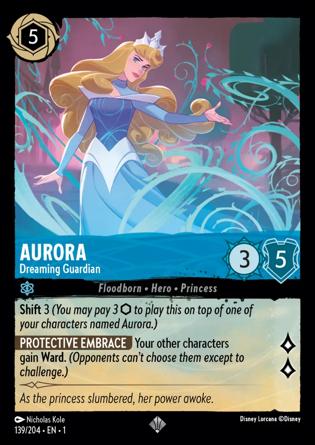 5
AURORA
Dreaming Guardian
3
5
Floodborn • Hero • Princess
Shift 3 (You may pay 3 to play this on top of one of
your characters named Aurora.)
PROTECTIVE EMBRACE Your other characters
gain Ward. (Opponents can't choose them except to
challenge.)
As the princess slumbered, her power awoke.
Nicholas Kole
139/204 • EN • 1
Disney Lorcana ©Disney